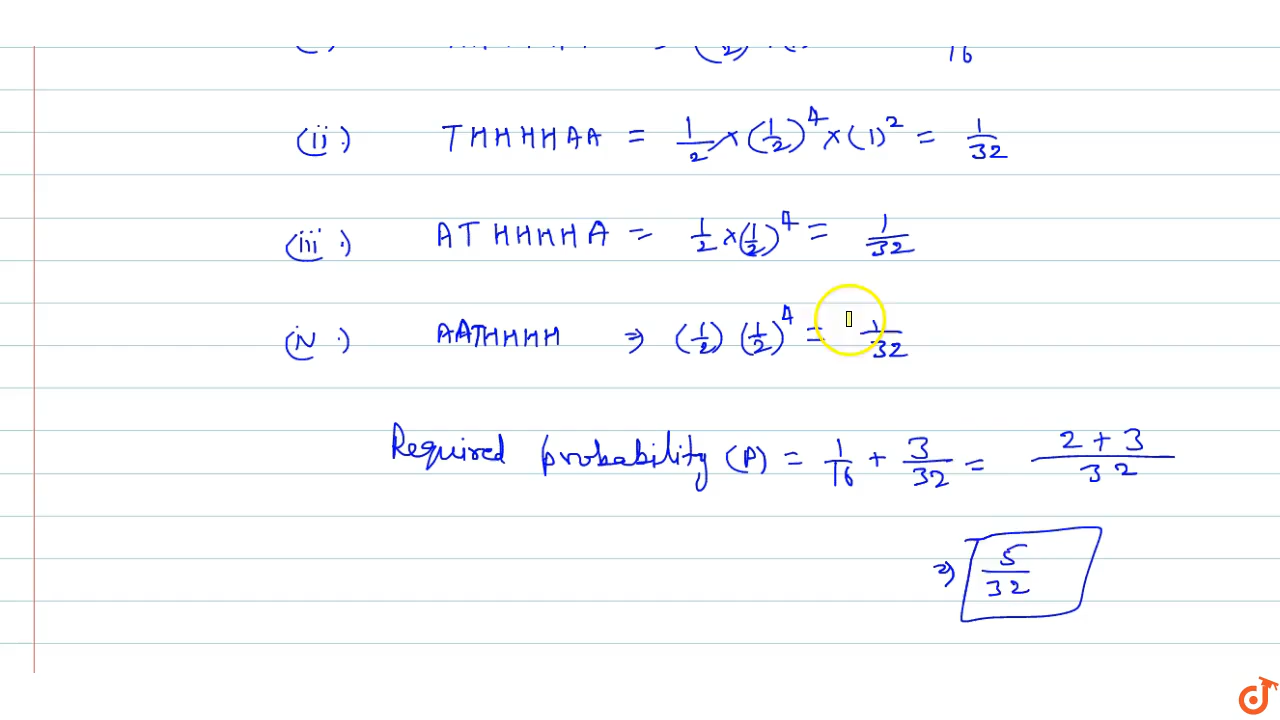 16
(ii.) THHHHAA = 1/2 × (1/2)^4 × (1)^2 = 1/32
(iii.) ATHHHHA = 1/2 × (1/2)^4 = 1/32
(iv.) AATHHHH ⇒ (1/2) (1/2)^4 = 1/32
Required probability (P) = 1/16 + 3/32 = 2 + 3/32
⇒ 5/32